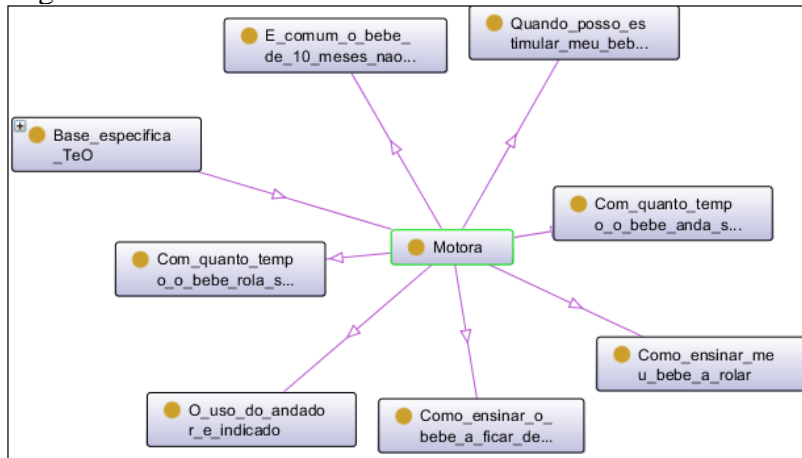 E_comum_o_bebe_
de_10_meses_nao...
Quando_posso_es
timular_meu_beb...
Base_especifica
_TeO
Com_quanto_temp
o_o_bebe_anda_s...
Motora
Com_quanto_temp
o_o_bebe_rola_s...
Como_ensinar_me
u_bebe_a_rolar
O_uso_do_andado
r_e_indicado
Como_ensinar_o_
bebe_a_ficar_de...